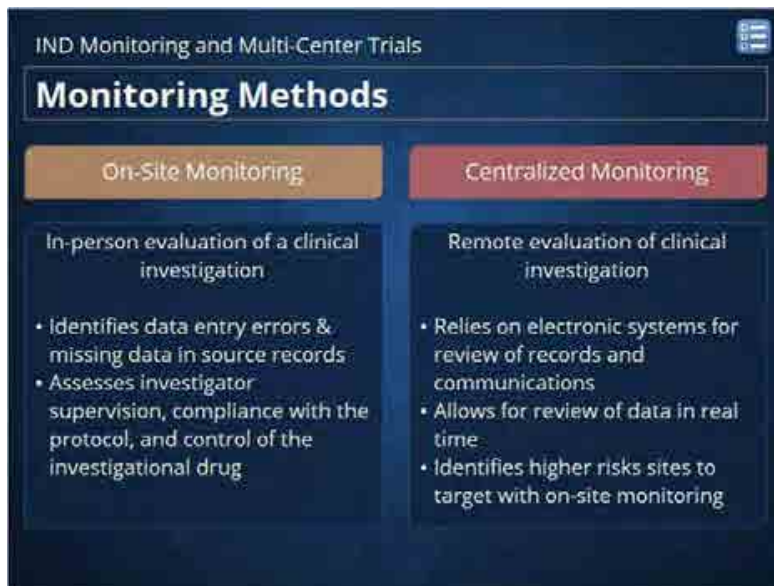 IND Monitoring and Multi-Center Trials
Monitoring Methods
On-Site Monitoring
In-person evaluation of a clinical
investigation
• Identifies data entry errors &
missing data in source records
• Assesses investigator
supervision, compliance with the
protocol, and control of the
investigational drug
Centralized Monitoring
Remote evaluation of clinical
investigation
• Relies on electronic systems for
review of records and
communications
• Allows for review of data in real
time
• Identifies higher risks sites to
target with on-site monitoring